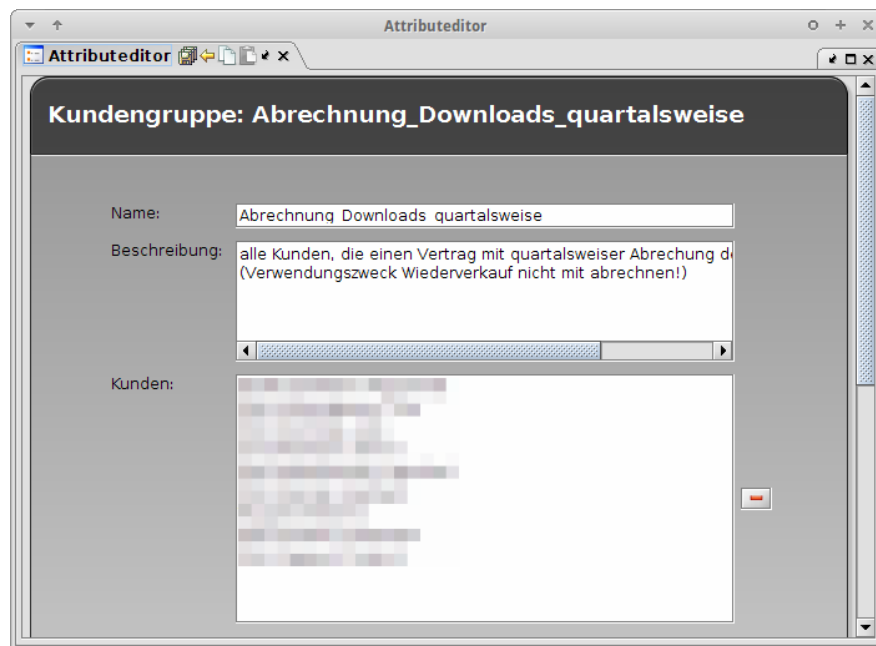 Attributeditor
Attributeditor
Kundengruppe: Abrechnung_Downloads_quartalsweise
Name:
Abrechnung_Downloads_quartalsweise
Beschreibung:
alle Kunden, die einen Vertrag mit quartalsweiser Abrechung
(Verwendungszweck Wiederverkauf nicht mit abrechnen!)
Kunden: